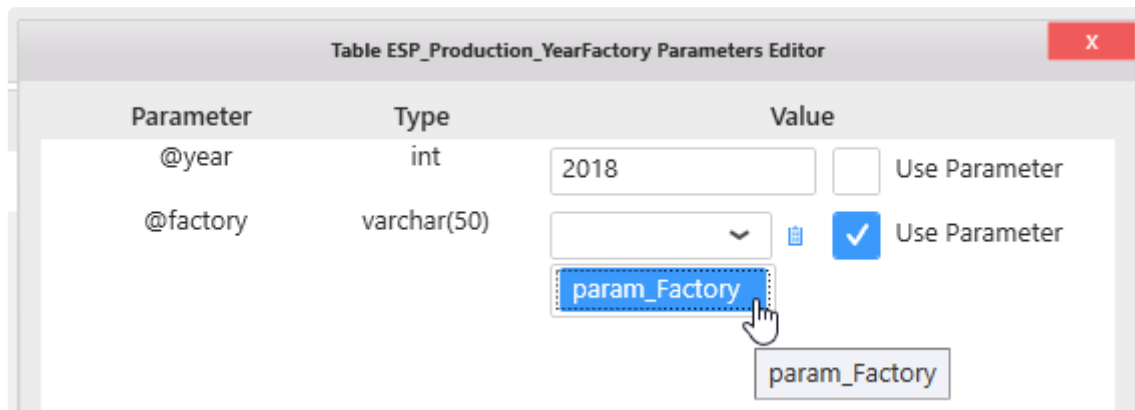 Table ESP_Production_YearFactory Parameters Editor x
Parameter Type Value
@year int 2018 Use Parameter
@factory varchar(50) Use Parameter
param_Factory
param_Factory